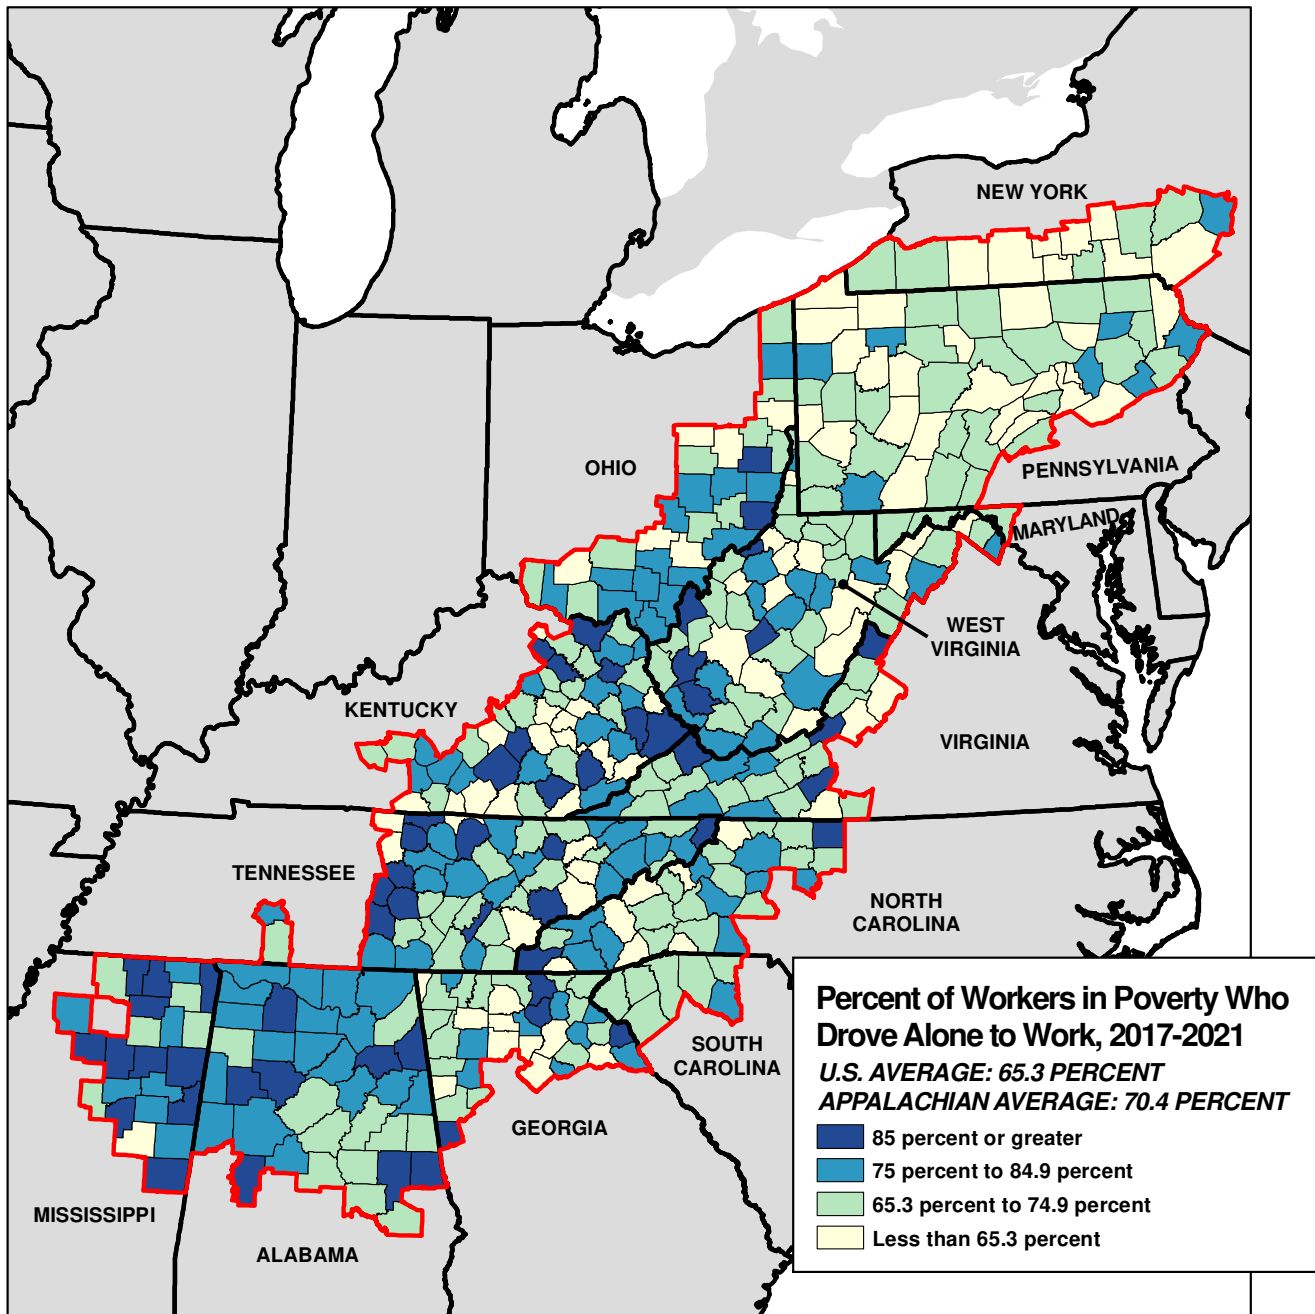 NEW YORK
OHIO
PENNSYLVANIA
MARYLAND
WEST
VIRGINIA
KENTUCKY
VIRGINIA
TENNESSEE
NORTH
CAROLINA
SOUTH
CAROLINA
GEORGIA
MISSISSIPPI
ALABAMA
Percent of Workers in Poverty Who
Drove Alone to Work, 2017-2021
U.S. AVERAGE: 65.3 PERCENT
APPALACHIAN AVERAGE: 70.4 PERCENT
85 percent or greater
75 percent to 84.9 percent
65.3 percent to 74.9 percent
Less than 65.3 percent